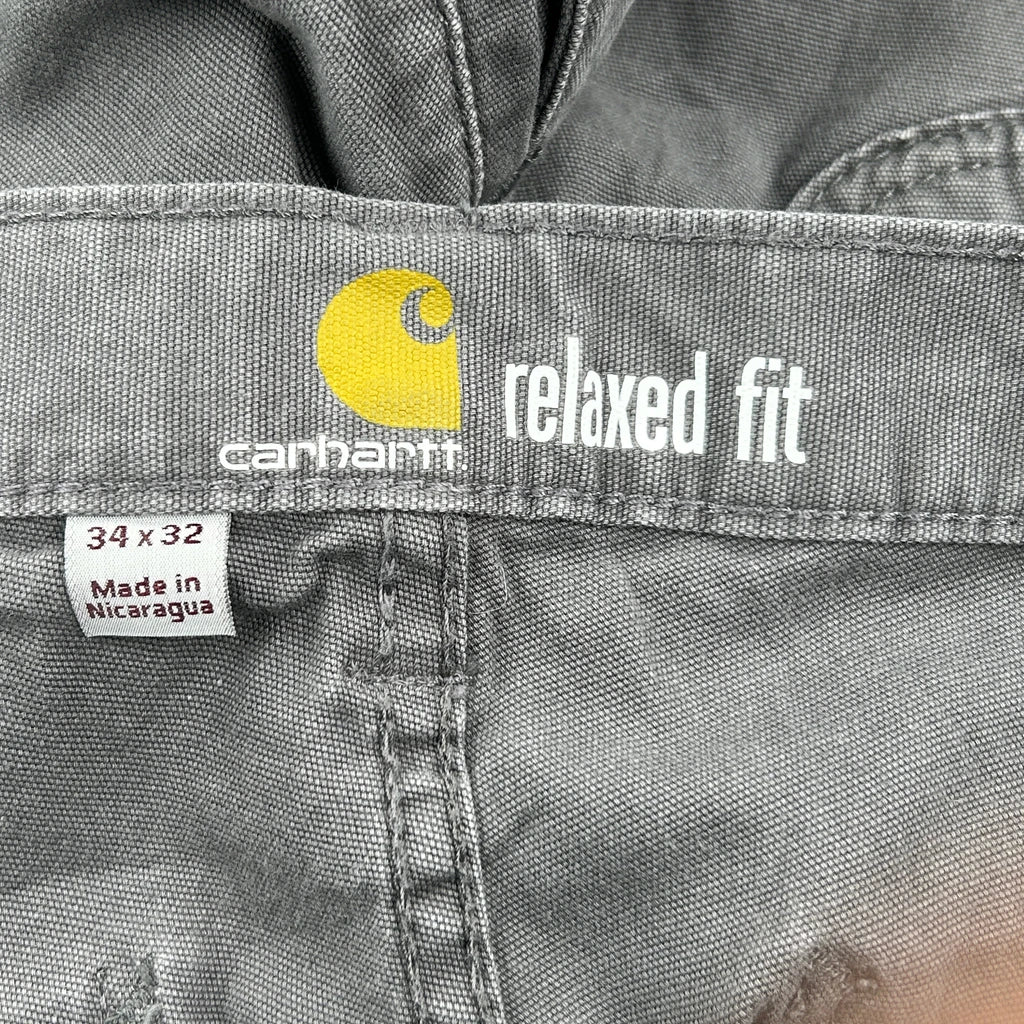 carhartt.
relaxed fit
34 x 32
Made in
Nicaragua